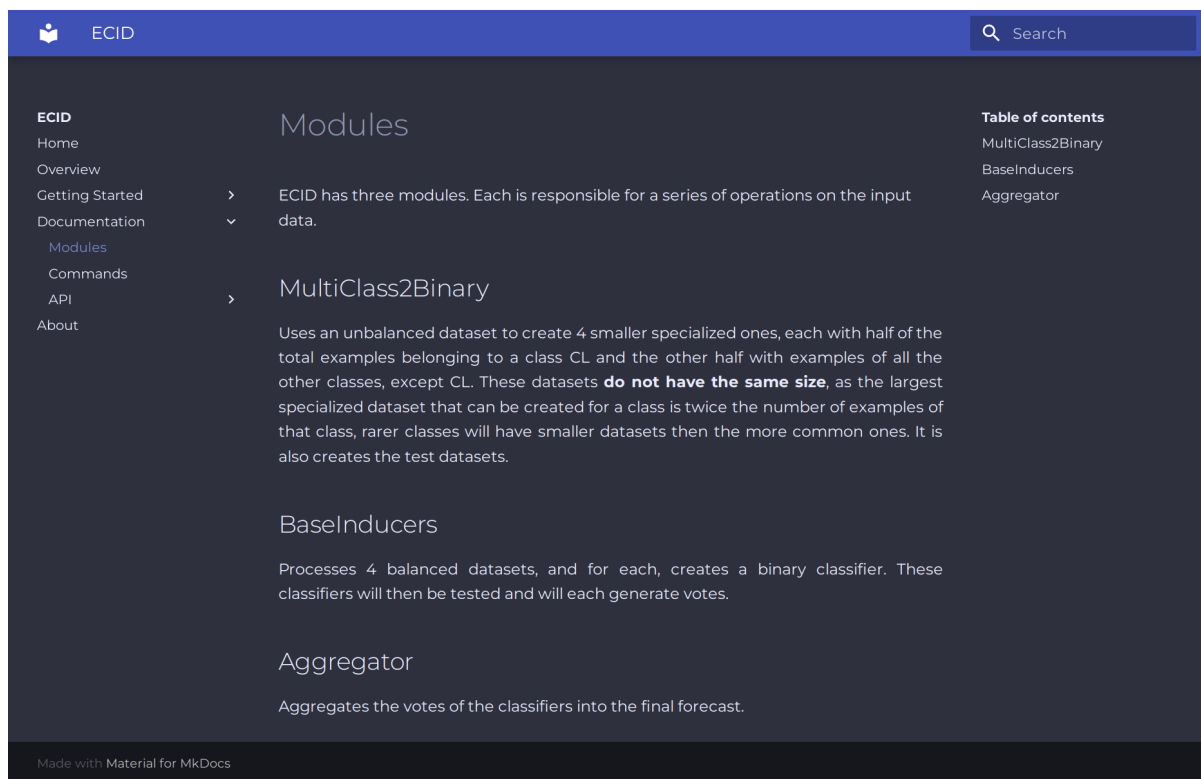 ECID
Search
ECID
Home
Overview
Getting Started
Documentation
Modules
Commands
API
About
Modules
ECID has three modules. Each is responsible for a series of operations on the input
data.
MultiClass2Binary
Uses an unbalanced dataset to create 4 smaller specialized ones, each with half of the
total examples belonging to a class CL and the other half with examples of all the
other classes, except CL. These datasets do not have the same size, as the largest
specialized dataset that can be created for a class is twice the number of examples of
that class, rarer classes will have smaller datasets then the more common ones. It is
also creates the test datasets.
BaseInducers
Processes 4 balanced datasets, and for each, creates a binary classifier. These
classifiers will then be tested and will each generate votes.
Aggregator
Aggregates the votes of the classifiers into the final forecast.
Table of contents
MultiClass2Binary
BaseInducers
Aggregator
Made with Material for MkDocs